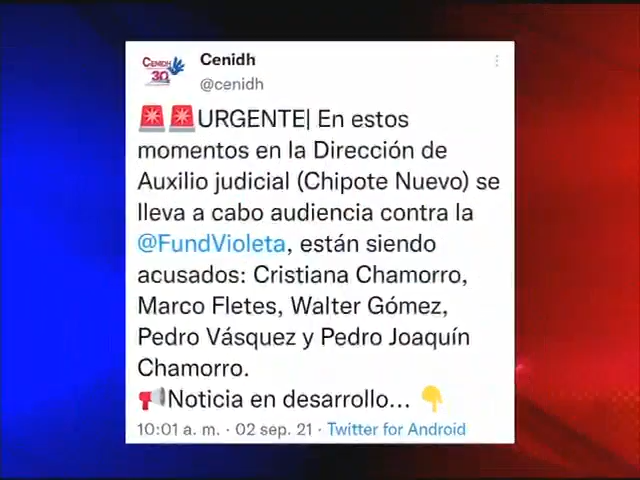 CENIDH
30
Cenidh
@cenidh
🚨🚨URGENTE| En estos
momentos en la Dirección de
Auxilio judicial (Chipote Nuevo) se
lleva a cabo audiencia contra la
@FundVioleta, están siendo
acusados: Cristiana Chamorro,
Marco Fletes, Walter Gómez,
Pedro Vásquez y Pedro Joaquín
Chamorro.
📢Noticia en desarrollo... 👇
10:01 a. m. · 02 sep. 21 · Twitter for Android